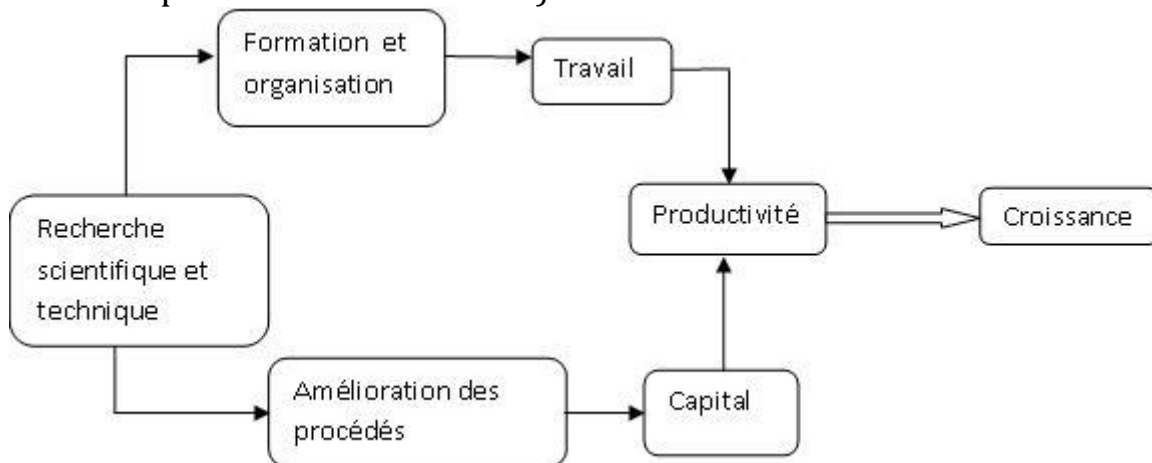 Formation et
organisation
Travail
Recherche
scientifique et
technique
Productivité
Croissance
Amélioration des
procédés
Capital